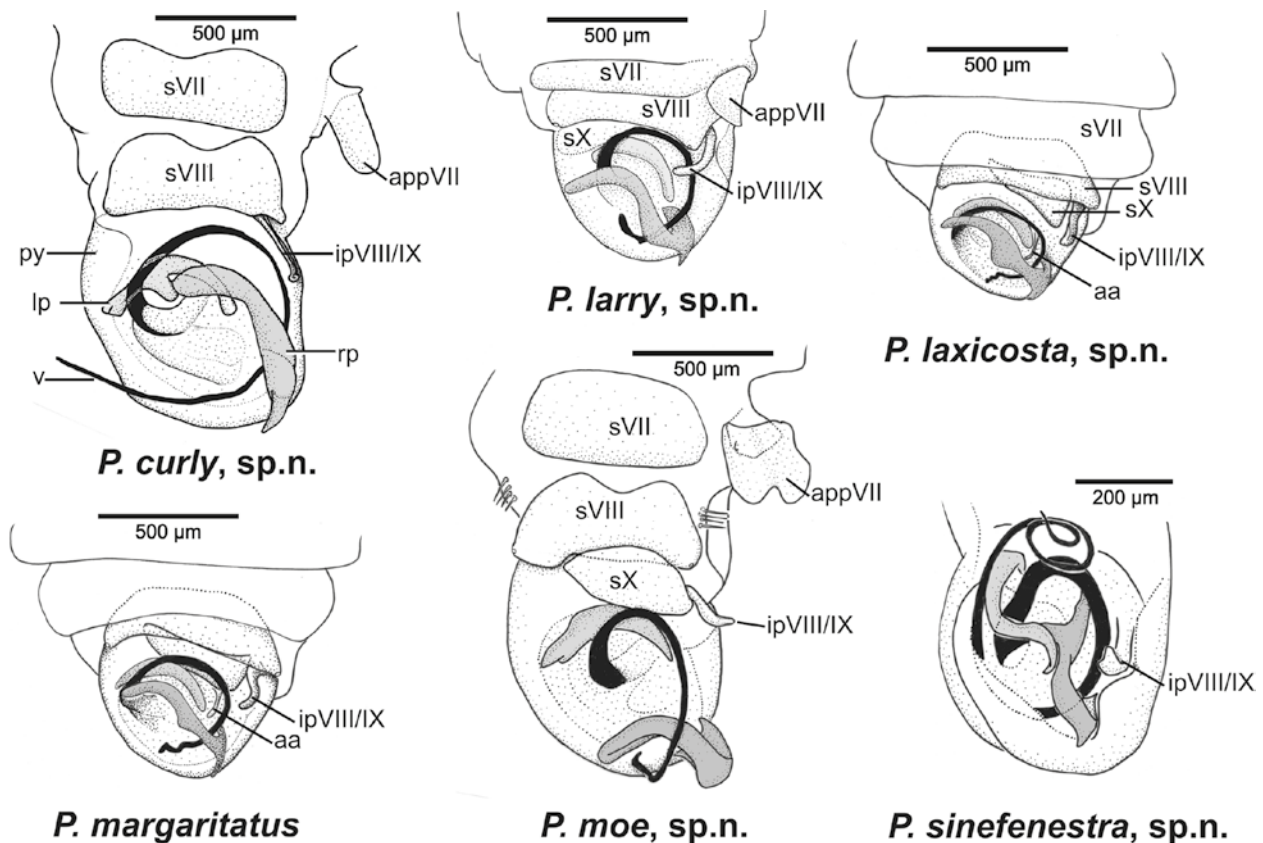 500 µm
sVII
appVII
sVIII
py
ipVIII/IX
lp
rp
v
P. curly, sp.n.
500 µm
sVII
sVIII
appVII
sX
ipVIII/IX
P. larry, sp.n.
500 µm
sVII
sVIII
sX
ipVIII/IX
aa
P. laxicosta, sp.n.
500 µm
ipVIII/IX
aa
P. margaritatus
500 µm
sVII
appVII
sVIII
sX
ipVIII/IX
P. moe, sp.n.
200 µm
ipVIII/IX
P. sinefenestra, sp.n.